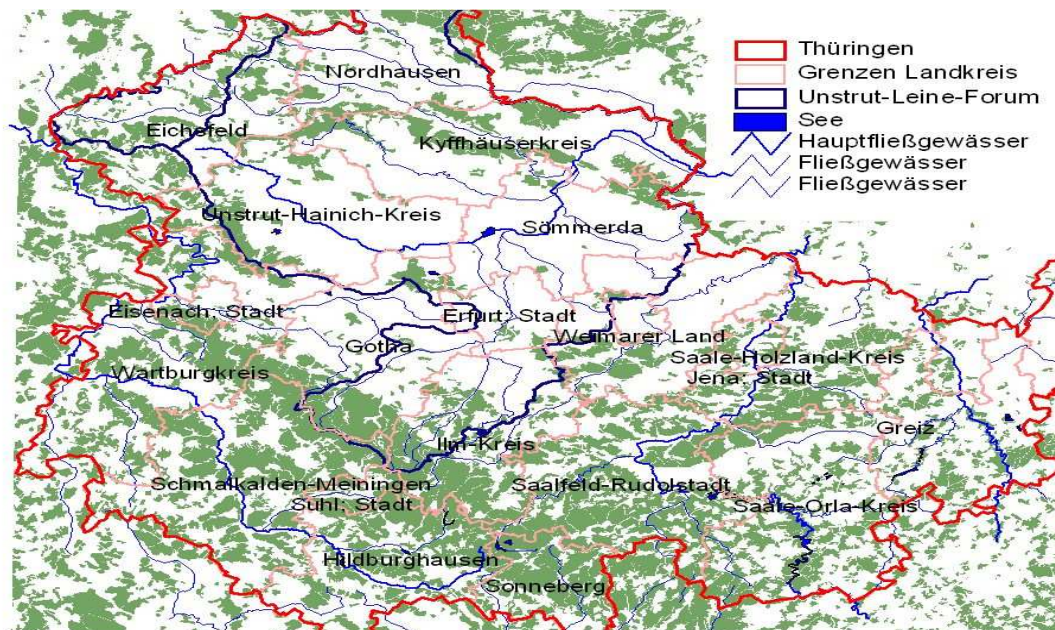 Thüringen
Grenzen Landkreis
Unstrut-Leine-Forum
See
Hauptfließgewässer
Fließgewässer
Fließgewässer
Nordhausen
Eichefeld
Kyffhäuserkreis
Unstrut-Hainich-Kreis
Sömmerda
Eisenach; Stadt
Erfurt; Stadt
Weimarer Land
Gotha
Saale-Holzland-Kreis
Wartburgkreis
Jena; Stadt
Greiz
Ilm-Kreis
Schmalkalden-Meiningen
Saalfeld-Rudolstadt
Suhl; Stadt
Saale-Orla-Kreis
Hildburghausen
Sonneberg